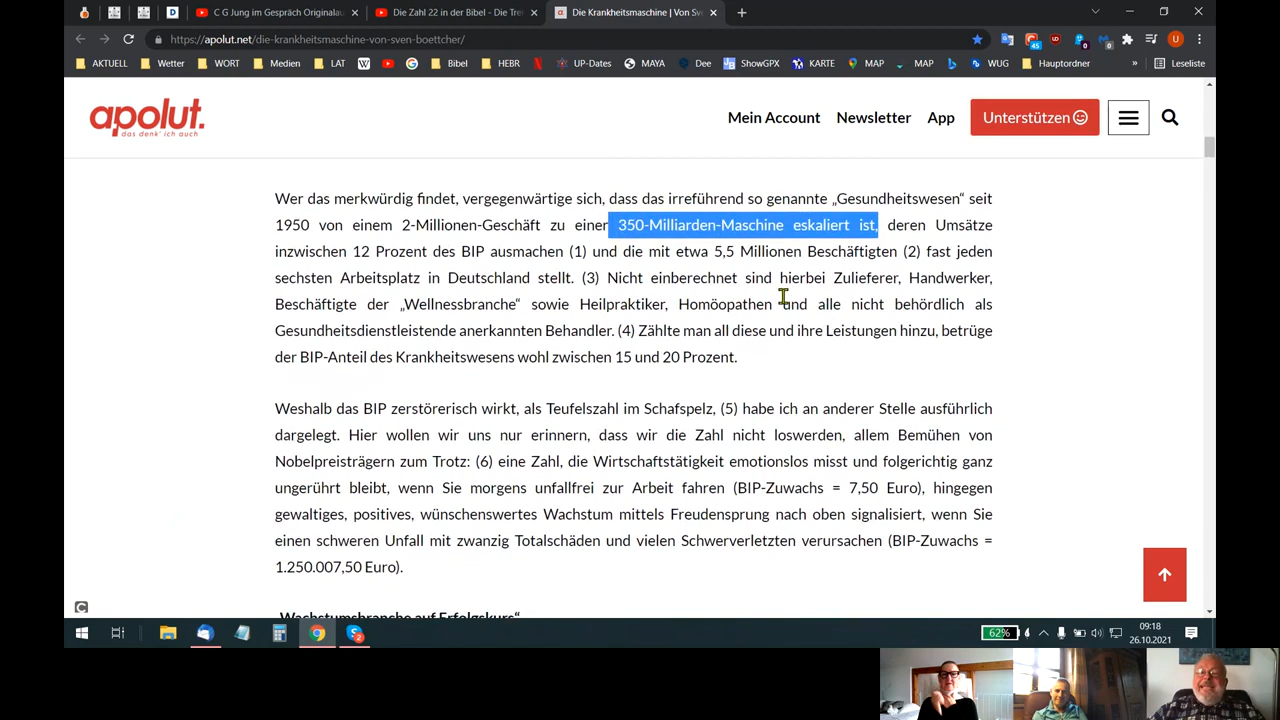 C G Jung im Gespräch Originalau
Die Zahl 22 in der Bibel - Die Tre
Die Krankheitsmaschine | Von Sve
https://apolut.net/die-krankheitsmaschine-von-sven-boettcher/
45
0
0
U
AKTUELL
Wetter
WORT
Medien
LAT
Bibel
HEBR
UP-Dates
MAYA
Dee
ShowGPX
KARTE
MAP
MAP
WUG
Hauptordner
»
Leseliste
apolut.
das denk' ich auch
Mein Account
Newsletter
App
Unterstützen
Wer das merkwürdig findet, vergegenwärtige sich, dass das irreführend so genannte „Gesundheitswesen“ seit
1950 von einem 2-Millionen-Geschäft zu einer 350-Milliarden-Maschine eskaliert ist, deren Umsätze
inzwischen 12 Prozent des BIP ausmachen (1) und die mit etwa 5,5 Millionen Beschäftigten (2) fast jeden
sechsten Arbeitsplatz in Deutschland stellt. (3) Nicht einberechnet sind hierbei Zulieferer, Handwerker,
Beschäftigte der „Wellnessbranche“ sowie Heilpraktiker, Homöopathen und alle nicht behördlich als
Gesundheitsdienstleistende anerkannten Behandler. (4) Zählte man all diese und ihre Leistungen hinzu, betrüge
der BIP-Anteil des Krankheitswesens wohl zwischen 15 und 20 Prozent.
Weshalb das BIP zerstörerisch wirkt, als Teufelszahl im Schafspelz, (5) habe ich an anderer Stelle ausführlich
dargelegt. Hier wollen wir uns nur erinnern, dass wir die Zahl nicht loswerden, allem Bemühen von
Nobelpreisträgern zum Trotz: (6) eine Zahl, die Wirtschaftstätigkeit emotionslos misst und folgerichtig ganz
ungerührt bleibt, wenn Sie morgens unfallfrei zur Arbeit fahren (BIP-Zuwachs = 7,50 Euro), hingegen
gewaltiges, positives, wünschenswertes Wachstum mittels Freudensprung nach oben signalisiert, wenn Sie
einen schweren Unfall mit zwanzig Totalschäden und vielen Schwerverletzten verursachen (BIP-Zuwachs =
1.250.007,50 Euro).
„Wachstumsbranche auf Erfolgskurs“
62%
09:18
26.10.2021